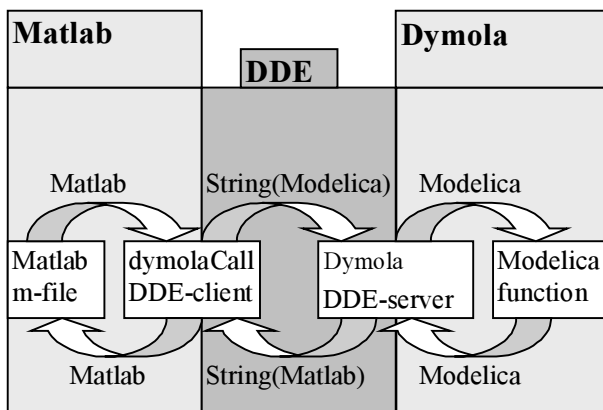 Matlab
DDE
Dymola
Matlab
String(Modelica)
Modelica
Matlab
m-file
dymolaCall
DDE-client
Dymola
DDE-server
Modelica
function
Matlab
String(Matlab)
Modelica